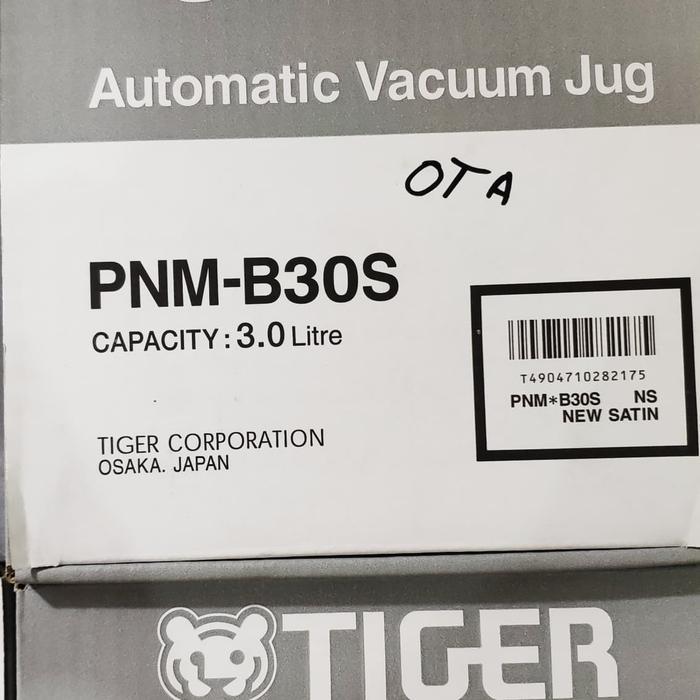 Automatic Vacuum Jug
OTA
PNM-B30S
CAPACITY : 3.0 Litre
T4904710282175
PNM*B30S NS
NEW SATIN
TIGER CORPORATION
OSAKA. JAPAN
TIGER